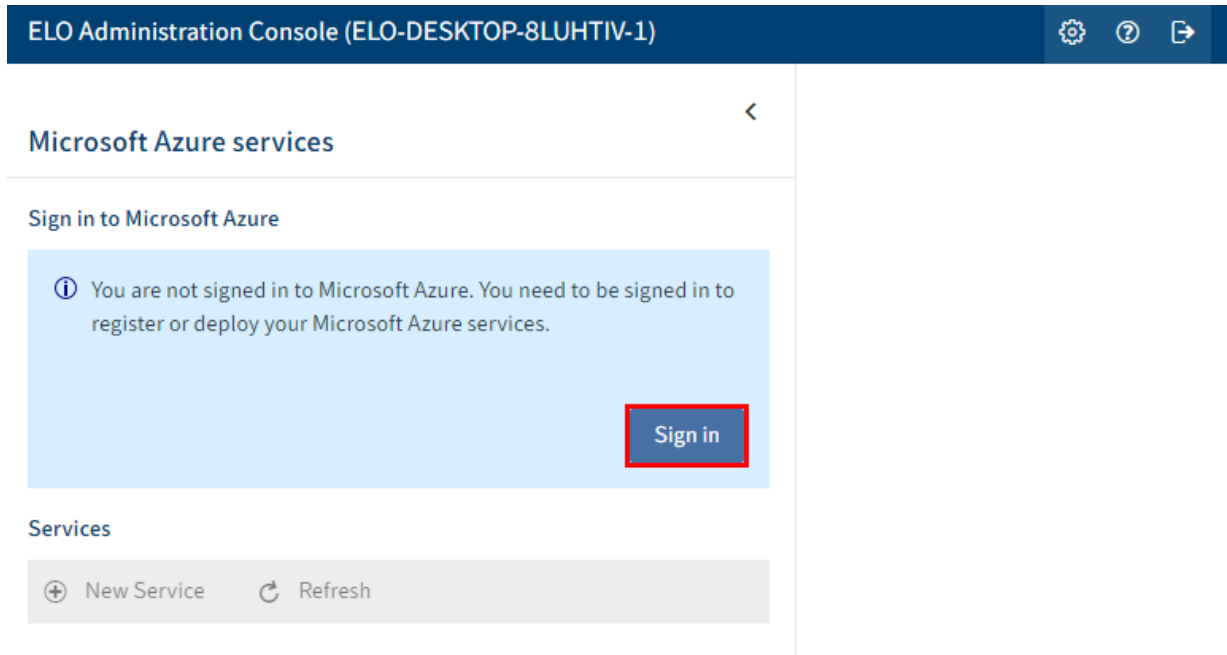 ELO Administration Console (ELO-DESKTOP-8LUHTIV-1)
Microsoft Azure services
Sign in to Microsoft Azure
You are not signed in to Microsoft Azure. You need to be signed in to
register or deploy your Microsoft Azure services.
Sign in
Services
New Service Refresh